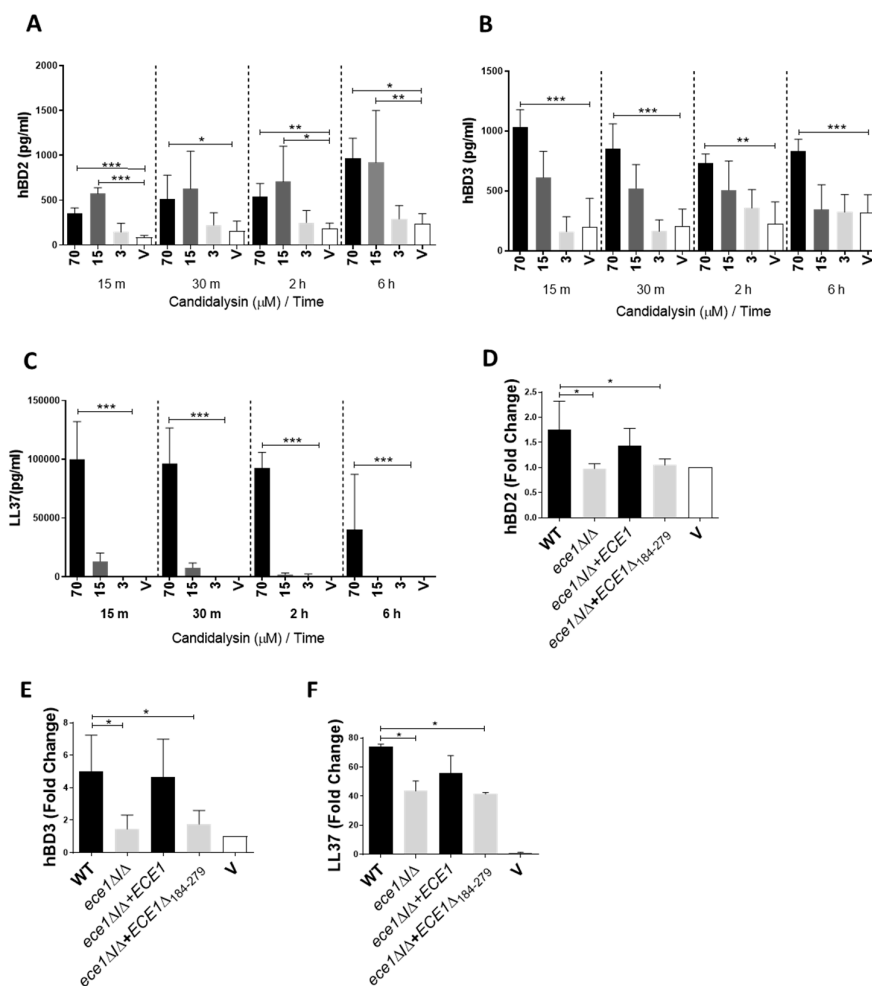 A
hBD2 (pg/ml)
2000
1500
1000
500
0
*** *** * ** * * **
70 15 3 V 70 15 3 V 70 15 3 V 70 15 3 V
15 m 30 m 2 h 6 h
Candidalysin (μM) / Time
B
hBD3 (pg/ml)
1500
1000
500
0
*** *** ** ***
70 15 3 V 70 15 3 V 70 15 3 V 70 15 3 V
15 m 30 m 2 h 6 h
Candidalysin (μM) / Time
C
LL37(pg/ml)
150000
100000
50000
0
*** *** *** ***
70 15 3 V 70 15 3 V 70 15 3 V 70 15 3 V
15 m 30 m 2 h 6 h
Candidalysin (μM) / Time
D
hBD2 (Fold Change)
2.5
2.0
1.5
1.0
0.5
0.0
* *
WT
ece1Δ/Δ
ece1Δ/Δ+ECE1
ece1Δ/Δ+ECE1Δ184-279
V
E
hBD3 (Fold Change)
8
6
4
2
0
* *
WT
ece1Δ/Δ
ece1Δ/Δ+ECE1
ece1Δ/Δ+ECE1Δ184-279
V
F
LL37 (Fold Change)
80
60
40
20
0
* *
WT
ece1Δ/Δ
ece1Δ/Δ+ECE1
ece1Δ/Δ+ECE1Δ184-279
V